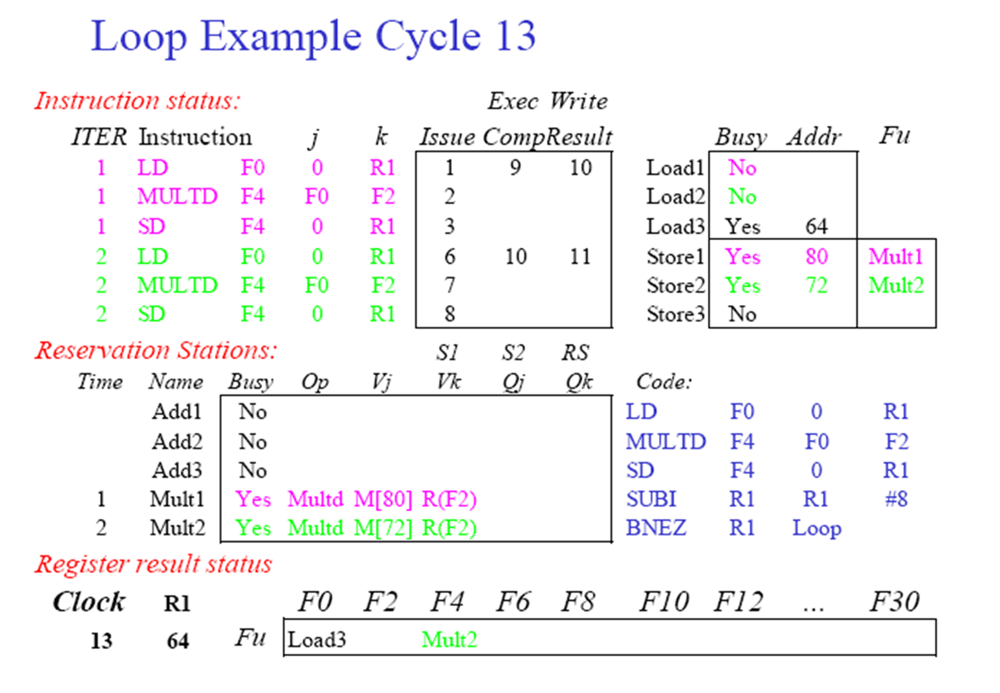 Loop Example Cycle 13
Instruction status: Exec Write
ITER Instruction j k Issue Comp Result Busy Addr Fu
1 LD F0 0 R1 1 9 10 Load1 No
1 MULTD F4 F0 F2 2 Load2 No
1 SD F4 0 R1 3 Load3 Yes 64
2 LD F0 0 R1 6 10 11 Store1 Yes 80 Mult1
2 MULTD F4 F0 F2 7 Store2 Yes 72 Mult2
2 SD F4 0 R1 8 Store3 No
Reservation Stations: S1 S2 RS
Time Name Busy Op Vj Vk Qj Qk Code:
Add1 No LD F0 0 R1
Add2 No MULTD F4 F0 F2
Add3 No SD F4 0 R1
1 Mult1 Yes Multd M[80] R(F2) SUBI R1 R1 #8
2 Mult2 Yes Multd M[72] R(F2) BNEZ R1 Loop
Register result status
Clock R1 F0 F2 F4 F6 F8 F10 F12 ... F30
13 64 Fu Load3 Mult2